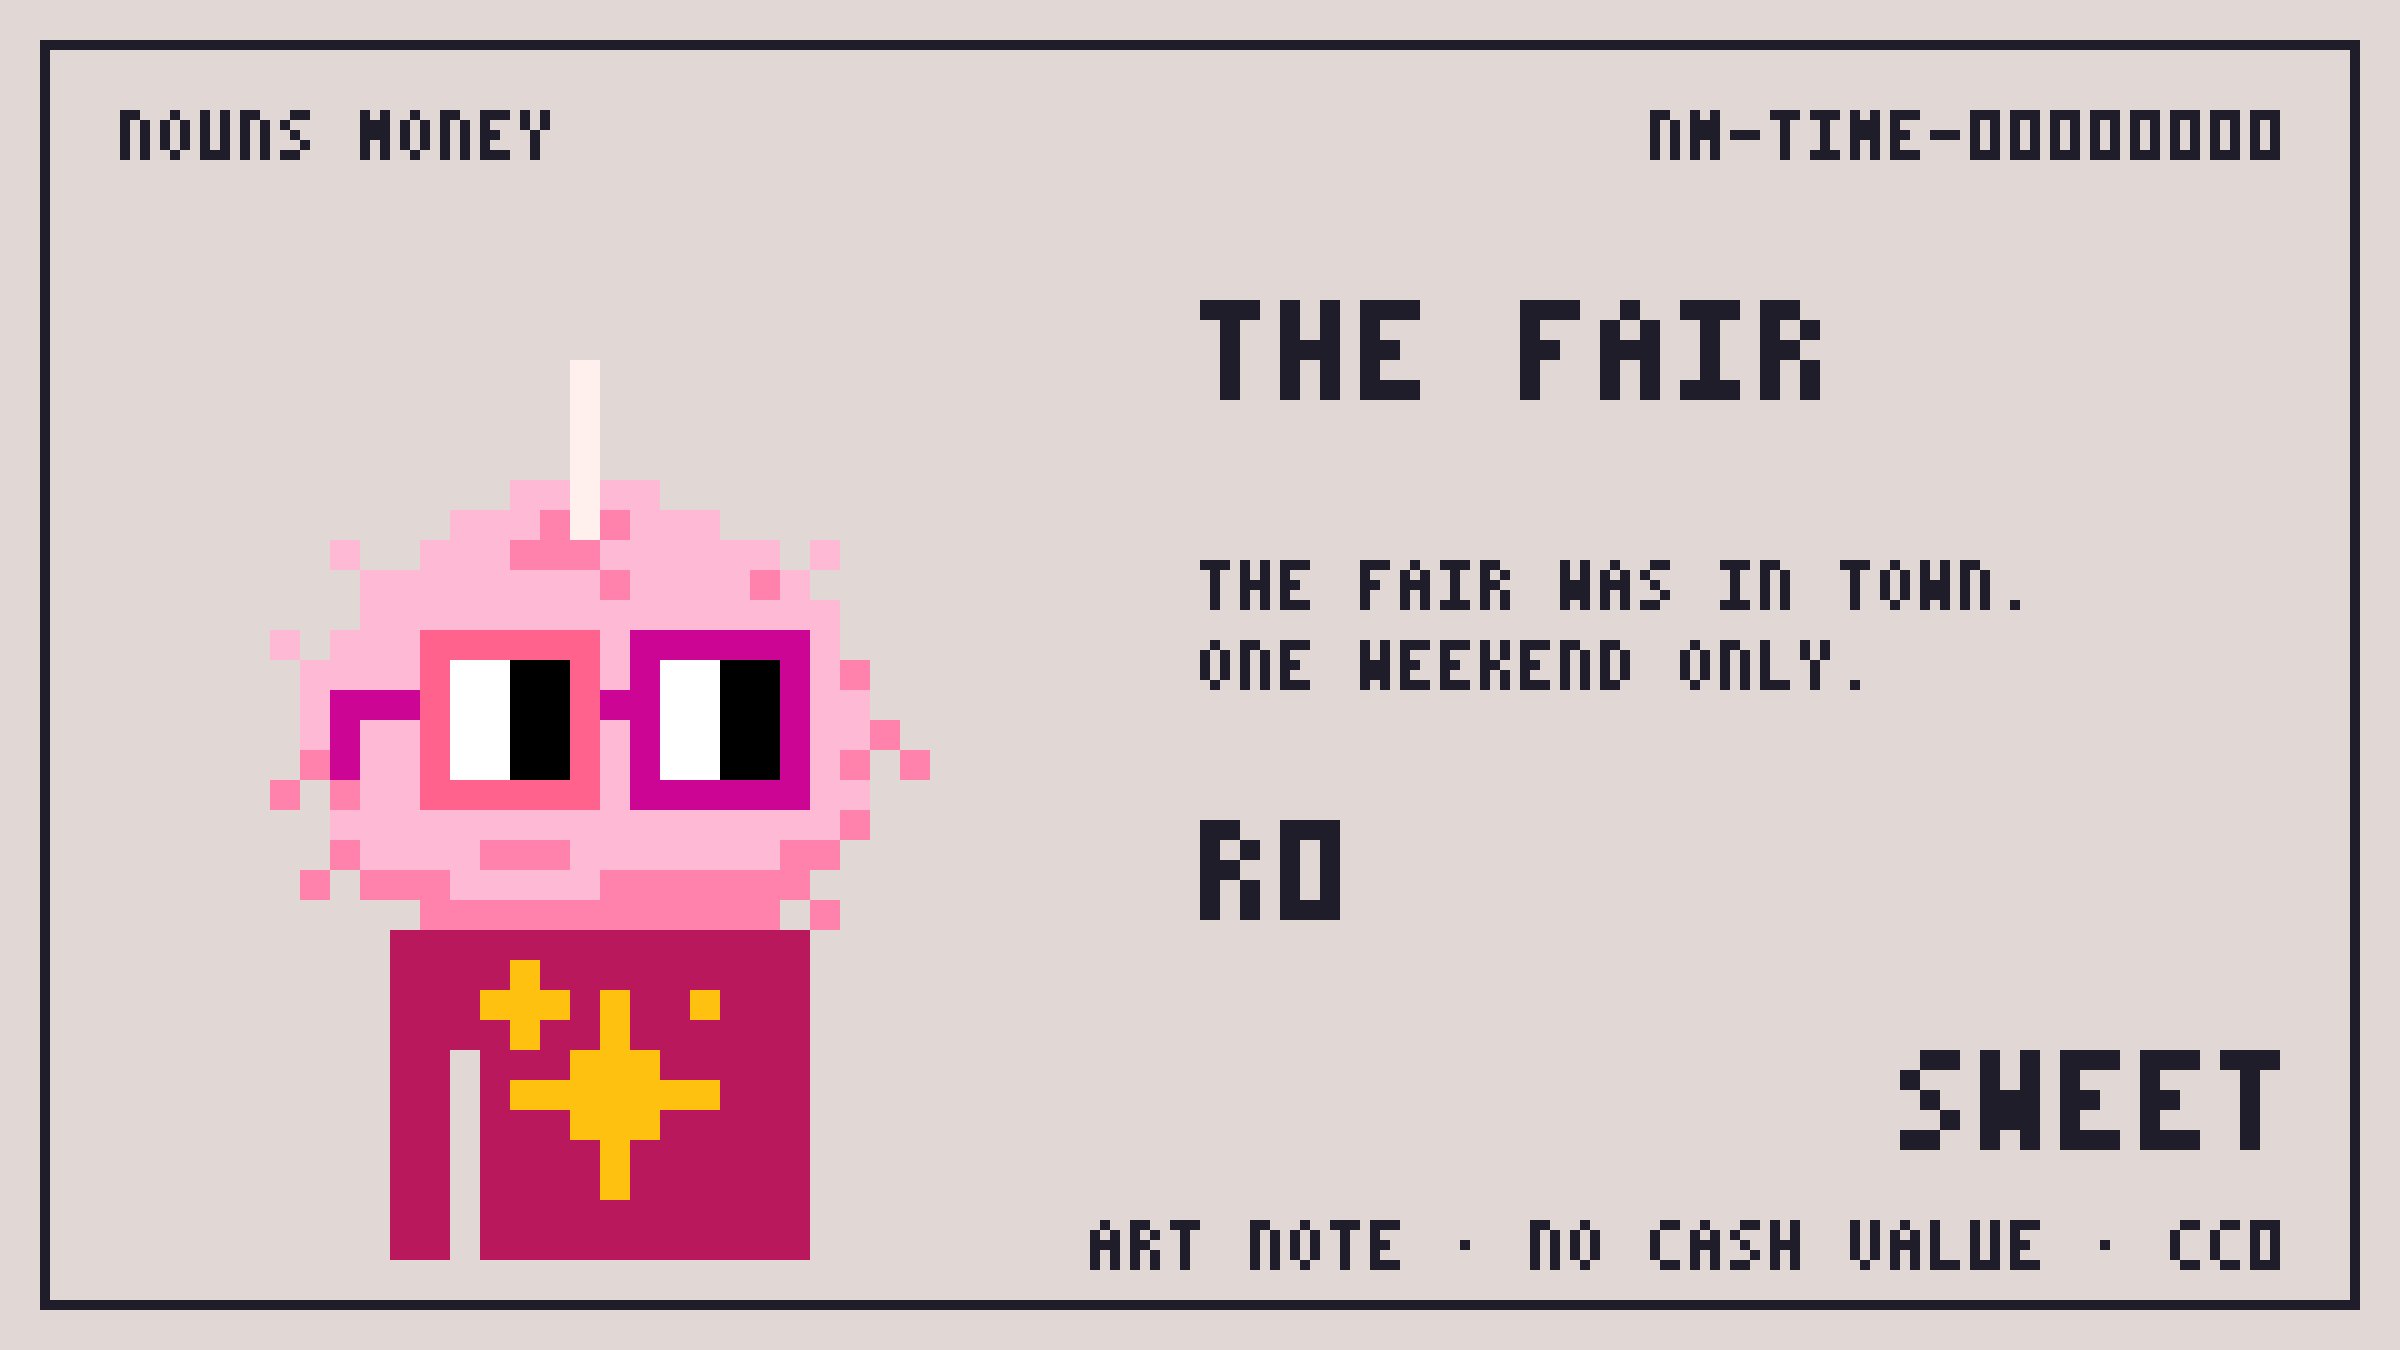 NOUNS MONEY
NM-TIME-00000000
THE FAIR
THE FAIR WAS IN TOWN.
ONE WEEKEND ONLY.
R0
SWEET
ART NOTE · NO CASH VALUE · CC0